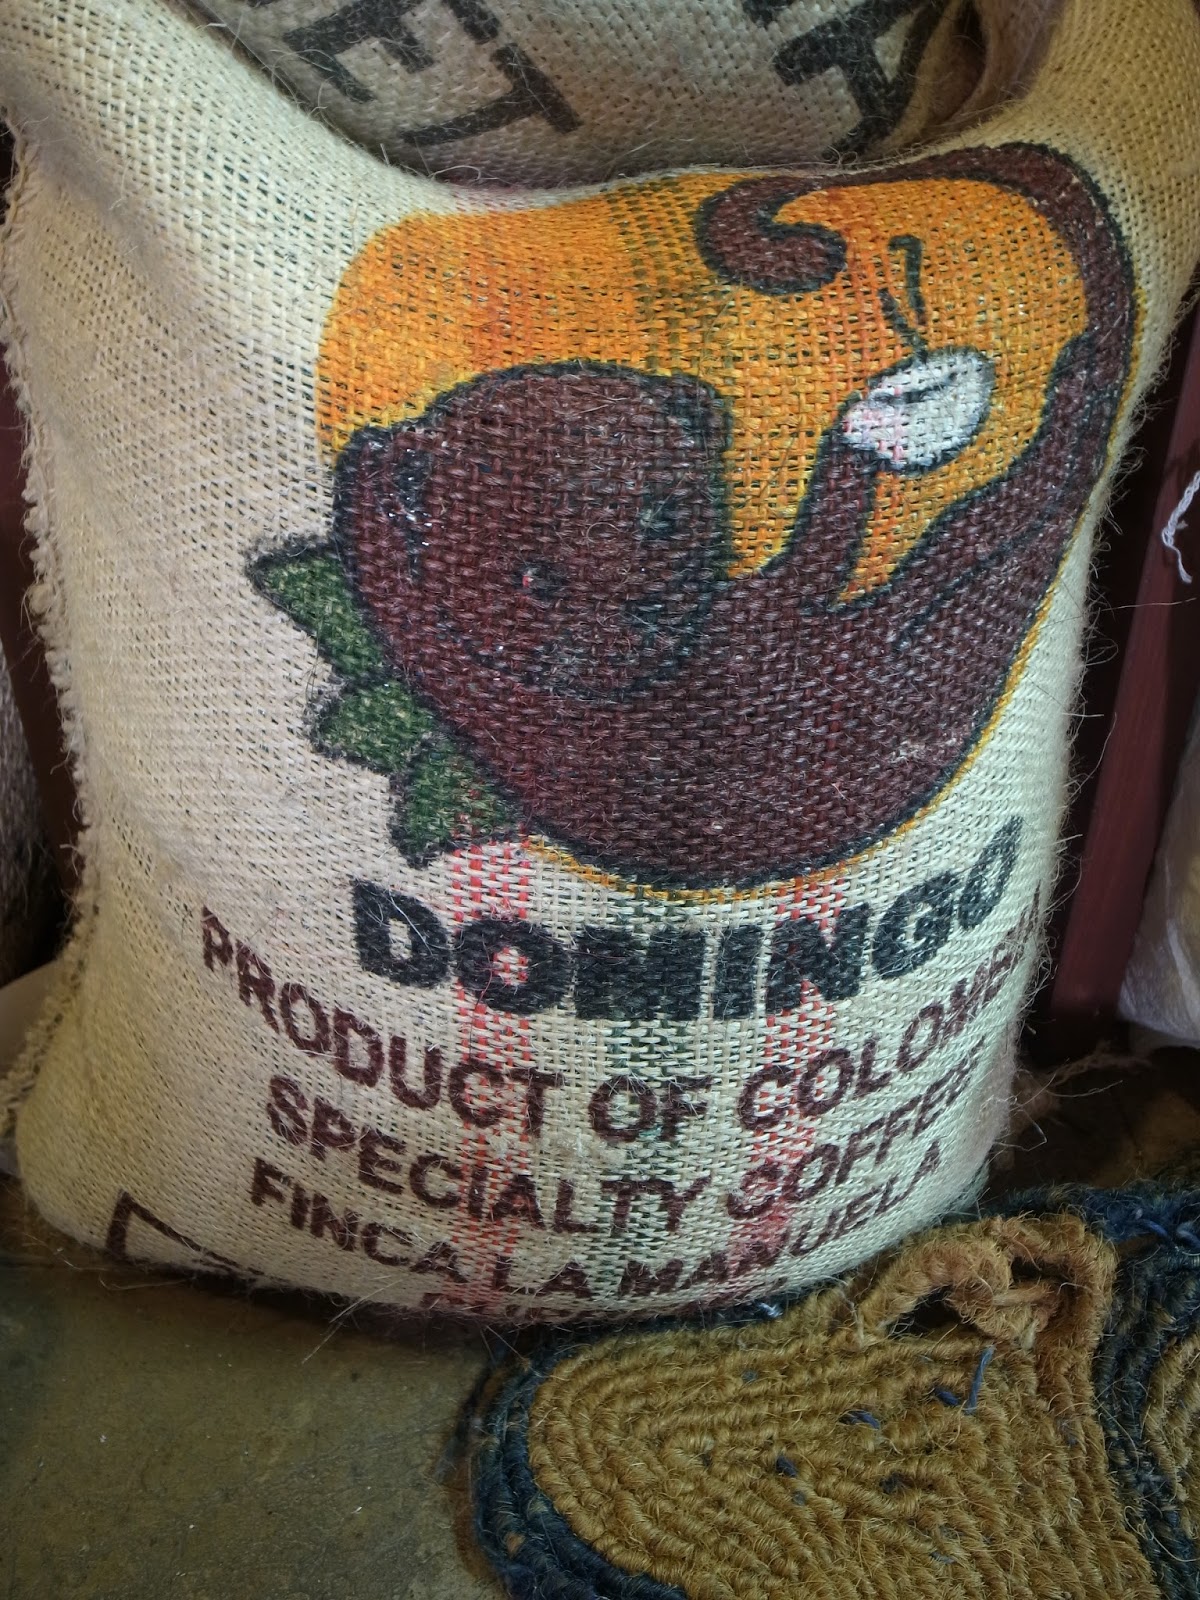 DOMINGO
PRODUCT OF COLOMBIA
SPECIALTY COFFEE
FINCA LA MANUELA